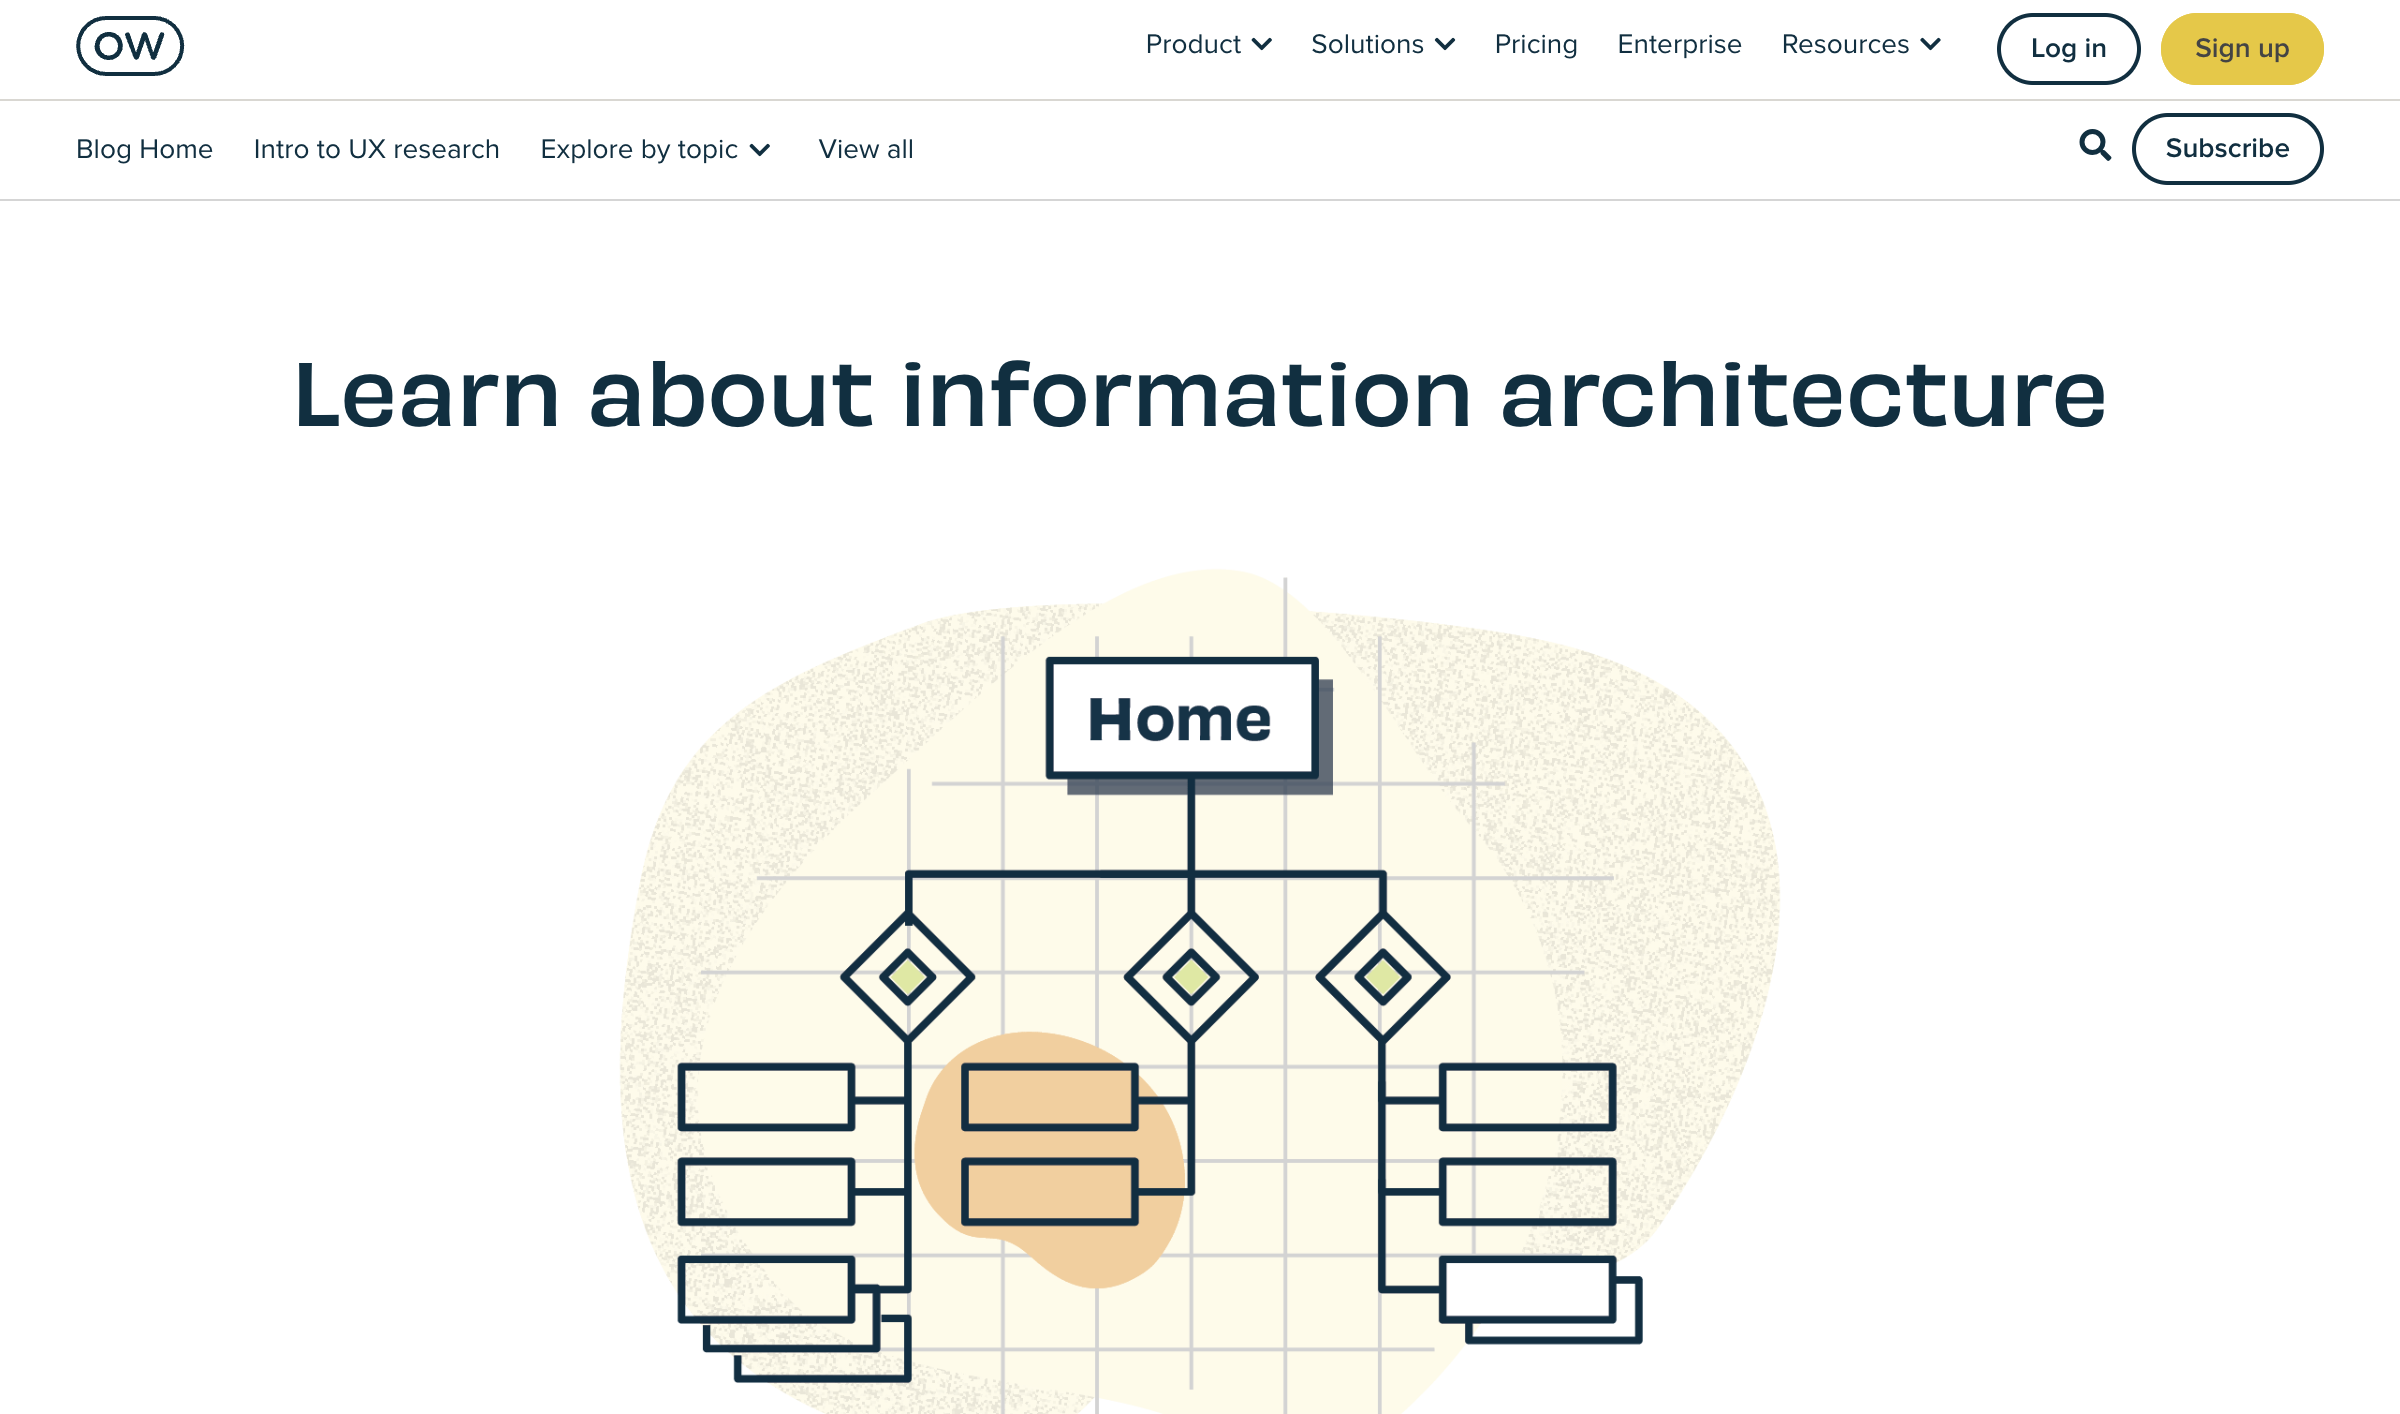 OW
Product Solutions Pricing Enterprise Resources Log in Sign up
Blog Home Intro to UX research Explore by topic View all Subscribe
Learn about information architecture
Home